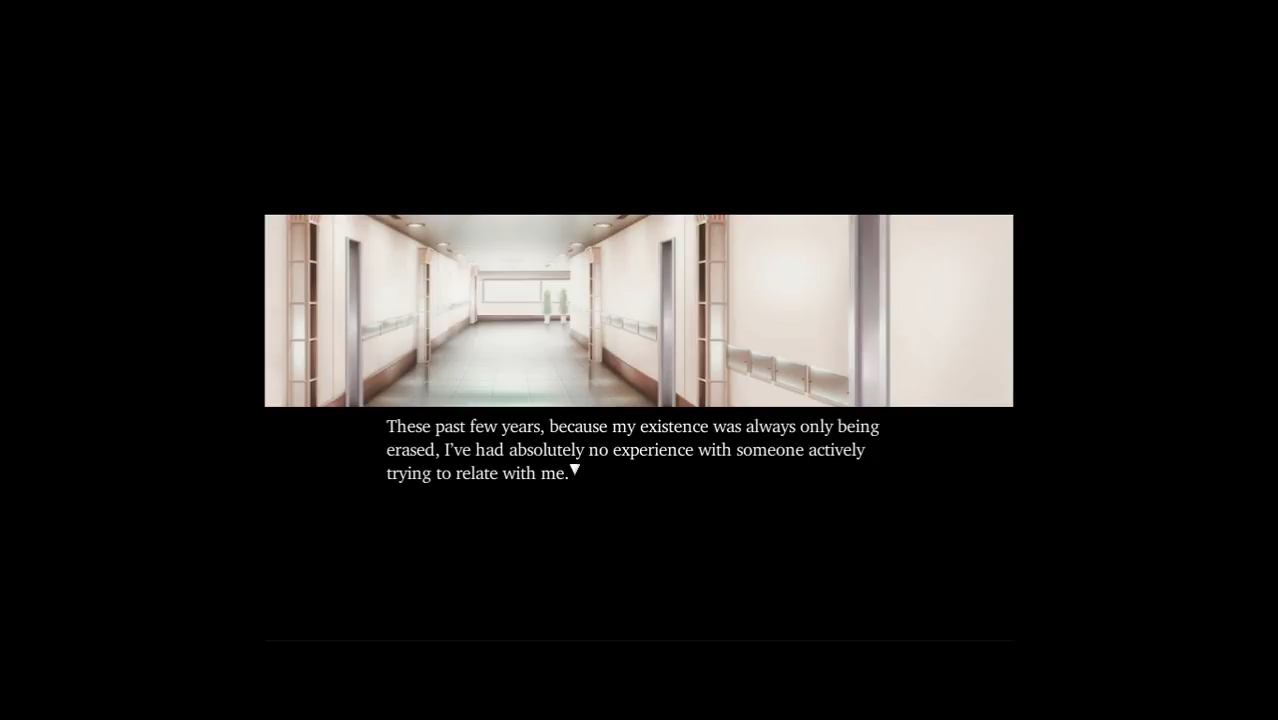 These past few years, because my existence was always only being
erased, I’ve had absolutely no experience with someone actively
trying to relate with me.